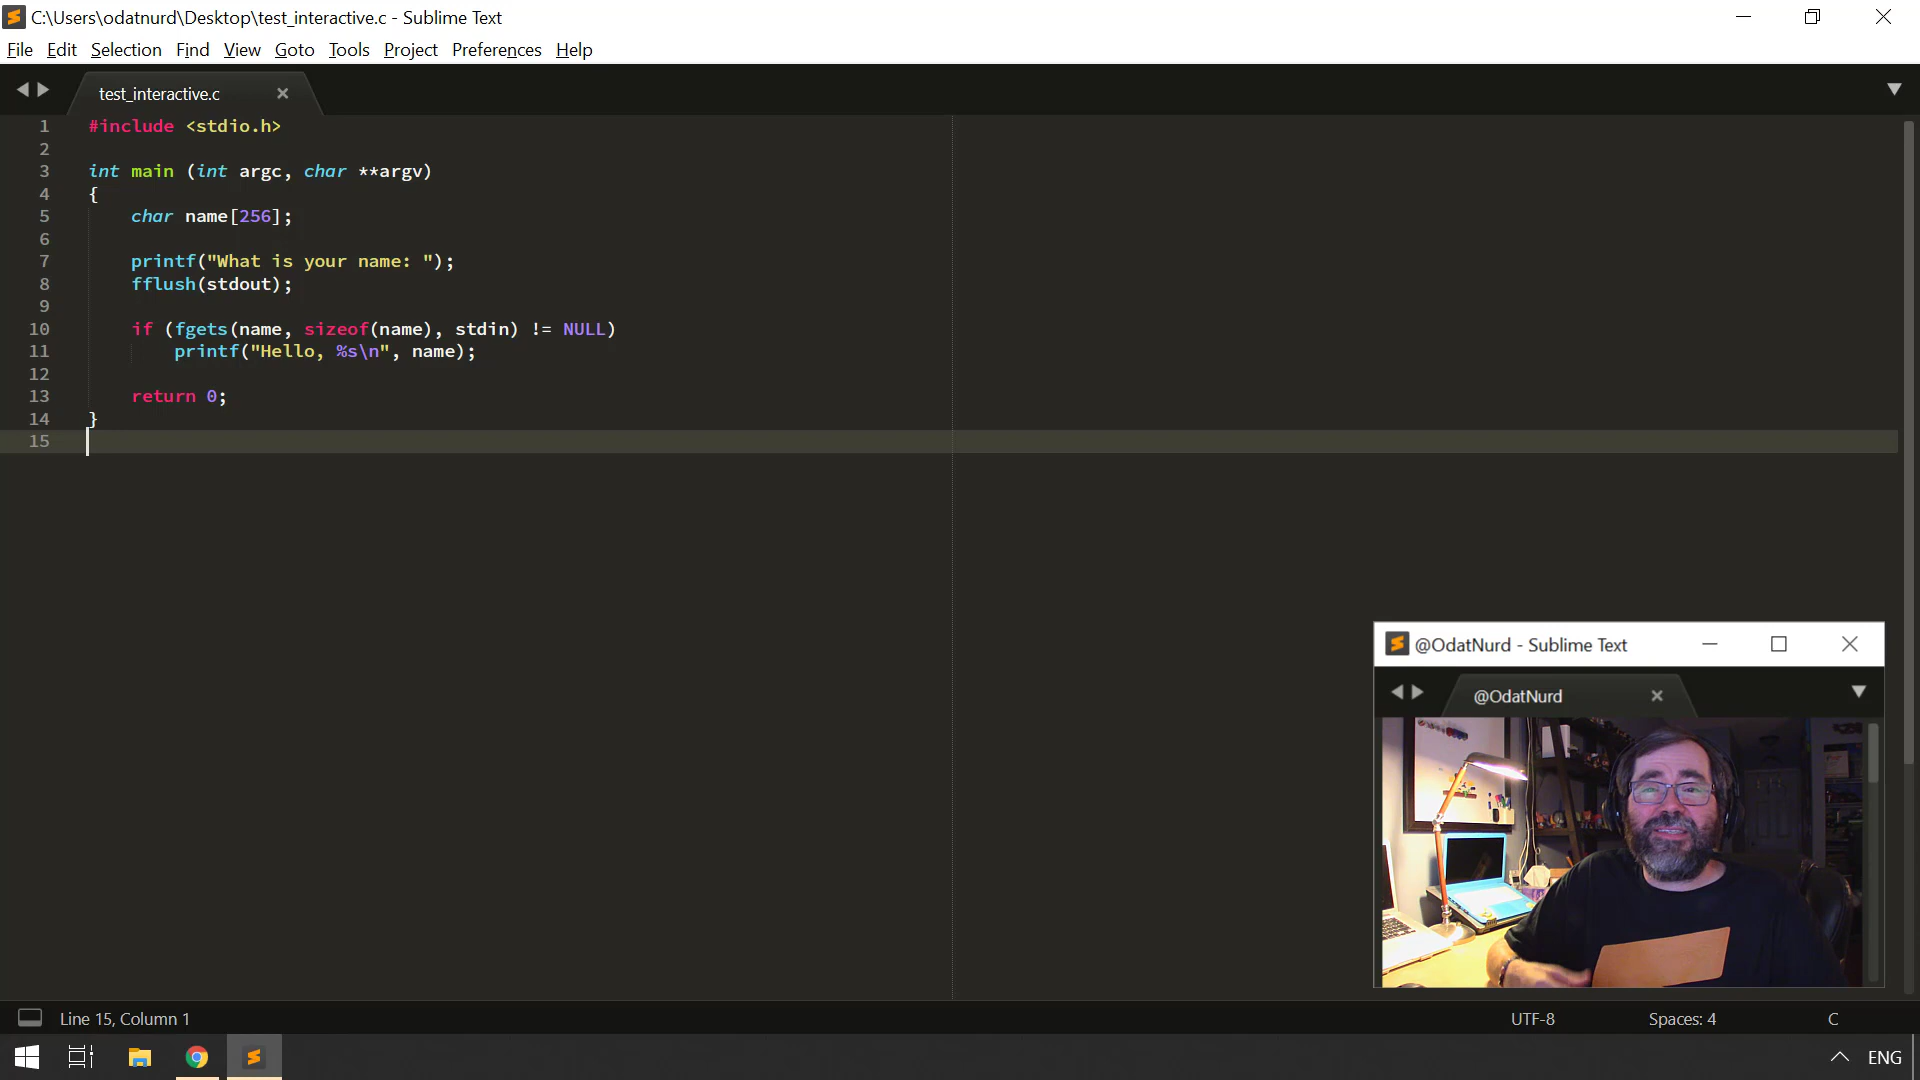 C:\Users\odatnurd\Desktop\test_interactive.c - Sublime Text
File Edit Selection Find View Goto Tools Project Preferences Help
test_interactive.c
1 #include <stdio.h>
2
3 int main (int argc, char **argv)
4 {
5 char name[256];
6
7 printf("What is your name: ");
8 fflush(stdout);
9
10 if (fgets(name, sizeof(name), stdin) != NULL)
11 printf("Hello, %s\n", name);
12
13 return 0;
14 }
15
@OdatNurd - Sublime Text
@OdatNurd
Line 15, Column 1 UTF-8 Spaces: 4 C
ENG